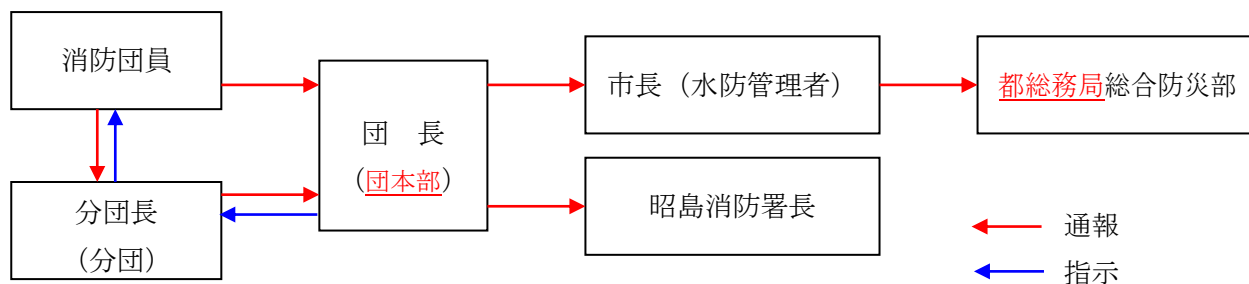 消防団員
分団長
（分団）
団　長
（団本部）
市長（水防管理者）
昭島消防署長
都総務局総合防災部
通報
指示